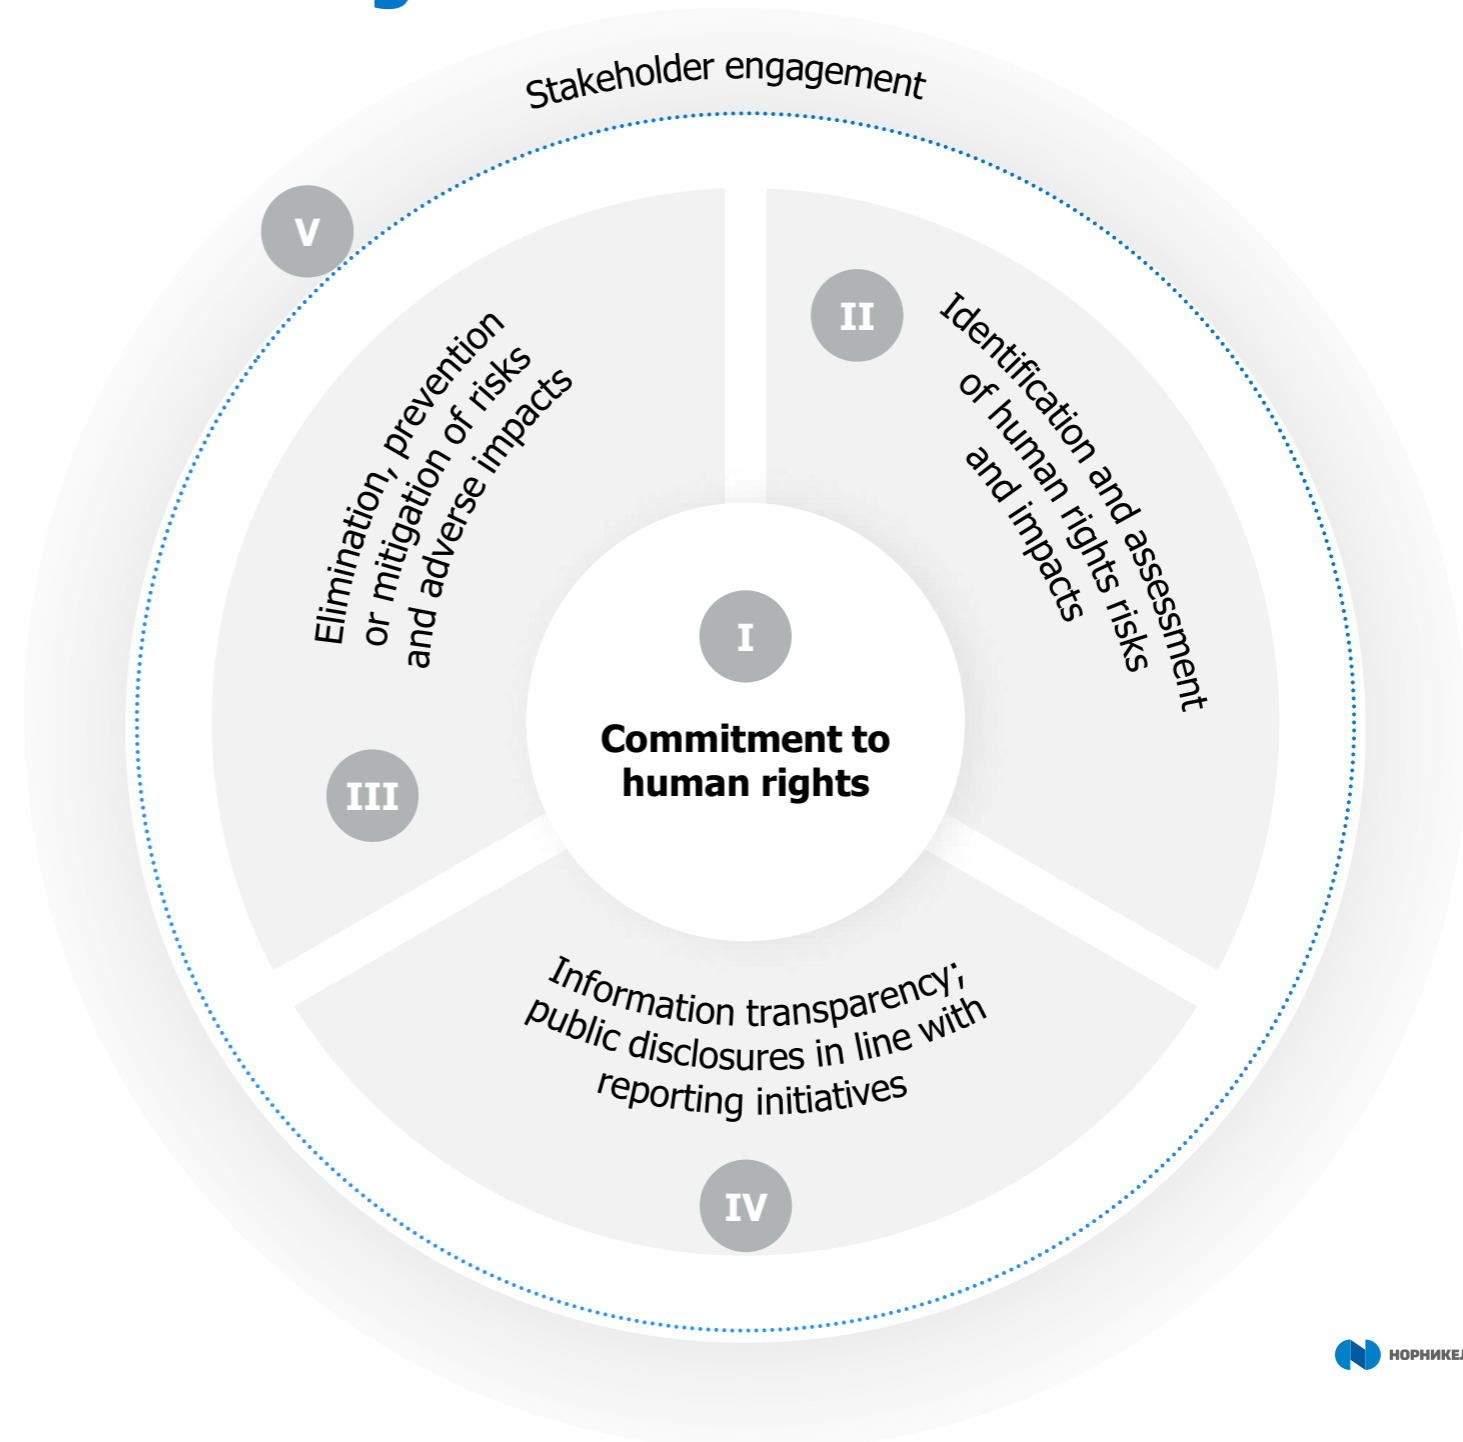 Stakeholder engagement
V
II
Identification and assessment
of human rights risks
and impacts
Elimination, prevention
or mitigation of risks
and adverse impacts
I
Commitment to
human rights
III
Information transparency;
public disclosures in line with
reporting initiatives
IV